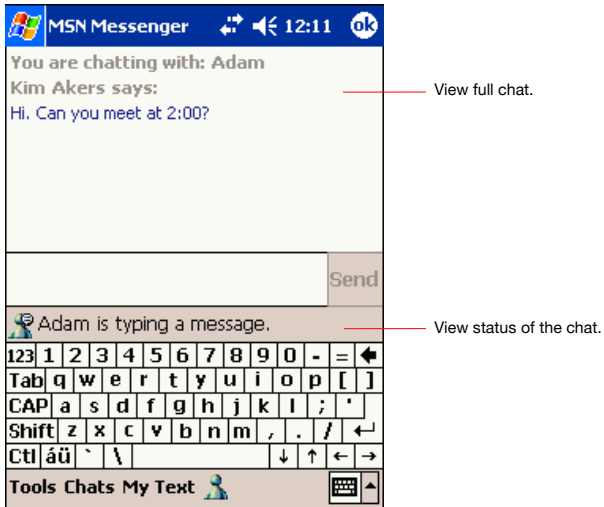 MSN Messenger 12:11 ok
You are chatting with: Adam
Kim Akers says:
View full chat.
Hi. Can you meet at 2:00?
Send
Adam is typing a message.
View status of the chat.
123 1 2 3 4 5 6 7 8 9 0 - = 🡄
Tab q w e r t y u i o p [ ]
CAP a s d f g h j k l ; '
Shift z x c v b n m , . / ↵
Ctl áü ` \ ↓ ↑ ← →
Tools Chats My Text